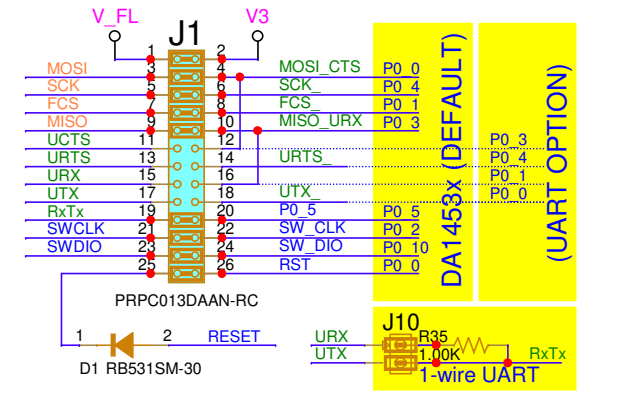 V_FL J1 V3
1 2
MOSI 3 4 MOSI_CTS P0_0
SCK 5 6 SCK_ P0_4
FCS 7 8 FCS_ P0_1
MISO 9 10 MISO_URX P0_3
UCTS 11 12 P0_3
URTS 13 14 URTS_ P0_4
URX 15 16 P0_1
UTX 17 18 UTX_ P0_0
RxTx 19 20 P0_5 P0_5
SWCLK 21 22 SW_CLK P0_2
SWDIO 23 24 SW_DIO P0_10
25 26 RST P0_0
DA1453x (DEFAULT)
(UART OPTION)
PRPC013DAAN-RC
1 2 RESET
D1 RB531SM-30
J10
URX R35
UTX 1.00K RxTx
1-wire UART